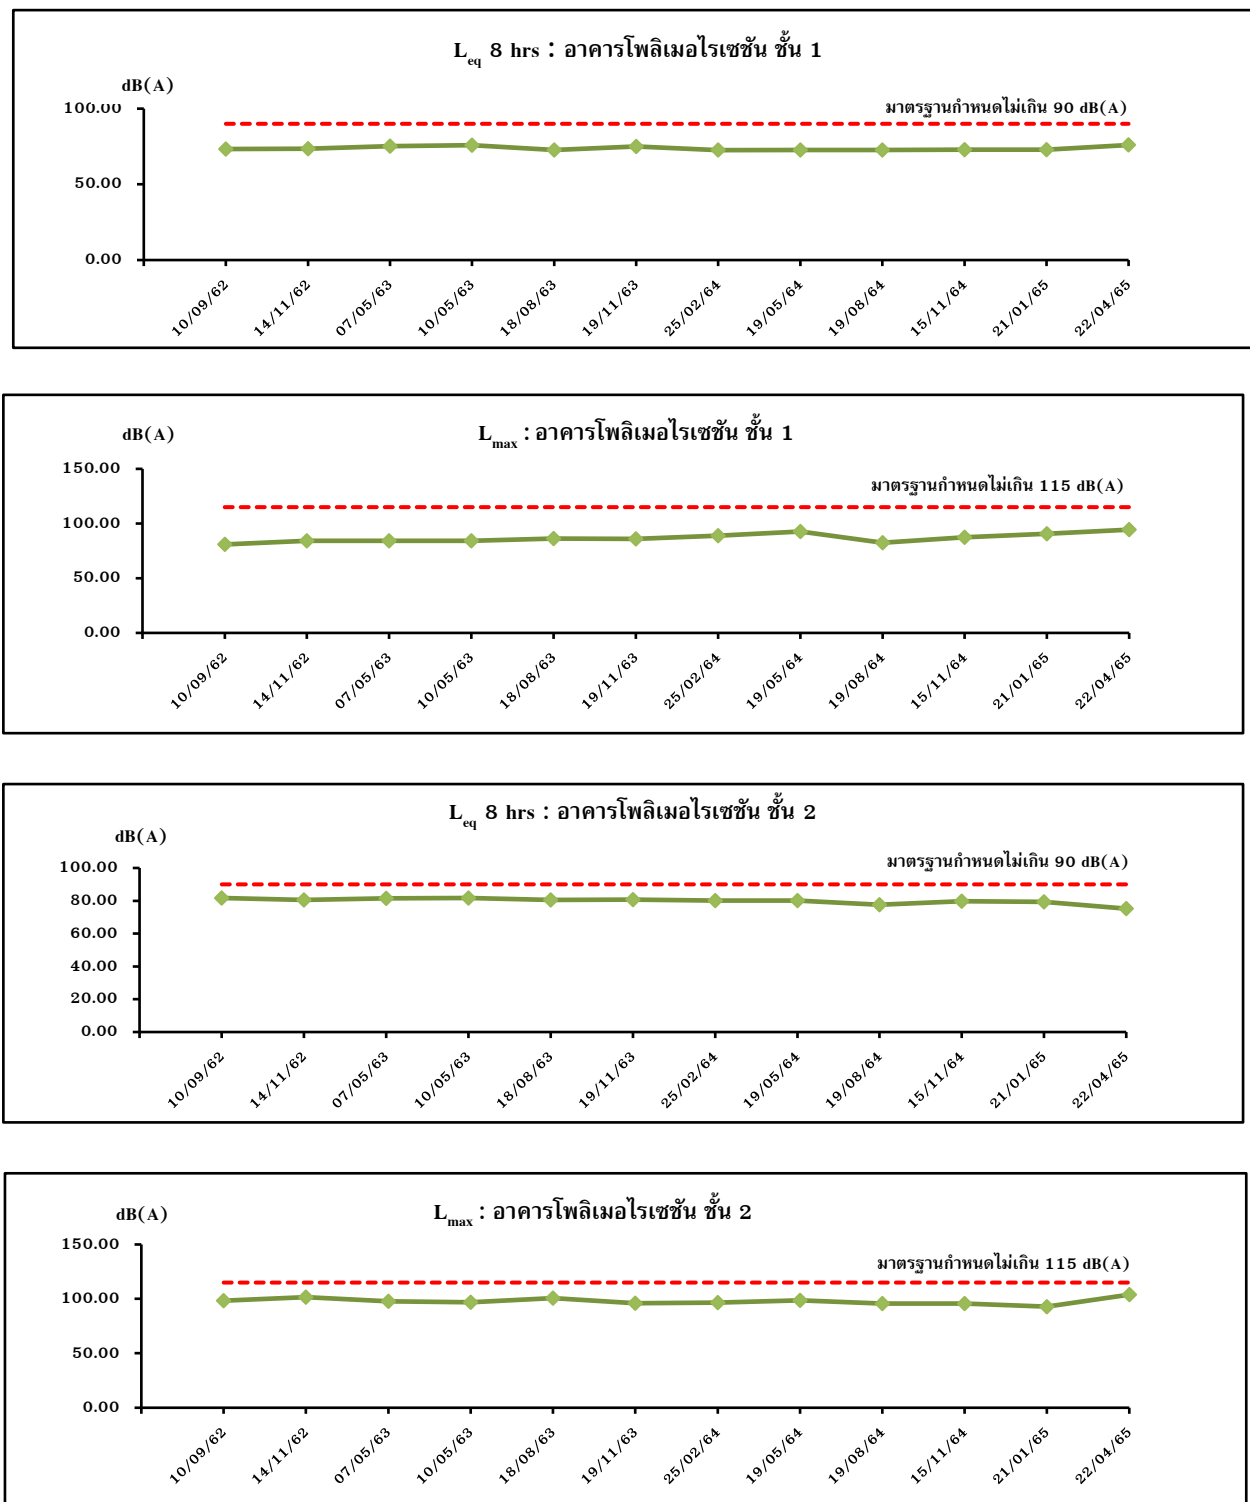 L_eq 8 hrs : อาคารโพลิเมอไรเซชัน ชั้น 1
dB(A)
มาตรฐานกำหนดไม่เกิน 90 dB(A)
100.00
50.00
0.00
10/09/62 14/11/62 07/05/63 10/05/63 18/08/63 19/11/63 25/02/64 19/05/64 19/08/64 15/11/64 21/01/65 22/04/65
L_max : อาคารโพลิเมอไรเซชัน ชั้น 1
dB(A)
150.00
มาตรฐานกำหนดไม่เกิน 115 dB(A)
100.00
50.00
0.00
10/09/62 14/11/62 07/05/63 10/05/63 18/08/63 19/11/63 25/02/64 19/05/64 19/08/64 15/11/64 21/01/65 22/04/65
L_eq 8 hrs : อาคารโพลิเมอไรเซชัน ชั้น 2
dB(A)
มาตรฐานกำหนดไม่เกิน 90 dB(A)
100.00
80.00
60.00
40.00
20.00
0.00
10/09/62 14/11/62 07/05/63 10/05/63 18/08/63 19/11/63 25/02/64 19/05/64 19/08/64 15/11/64 21/01/65 22/04/65
L_max : อาคารโพลิเมอไรเซชัน ชั้น 2
dB(A)
150.00
มาตรฐานกำหนดไม่เกิน 115 dB(A)
100.00
50.00
0.00
10/09/62 14/11/62 07/05/63 10/05/63 18/08/63 19/11/63 25/02/64 19/05/64 19/08/64 15/11/64 21/01/65 22/04/65